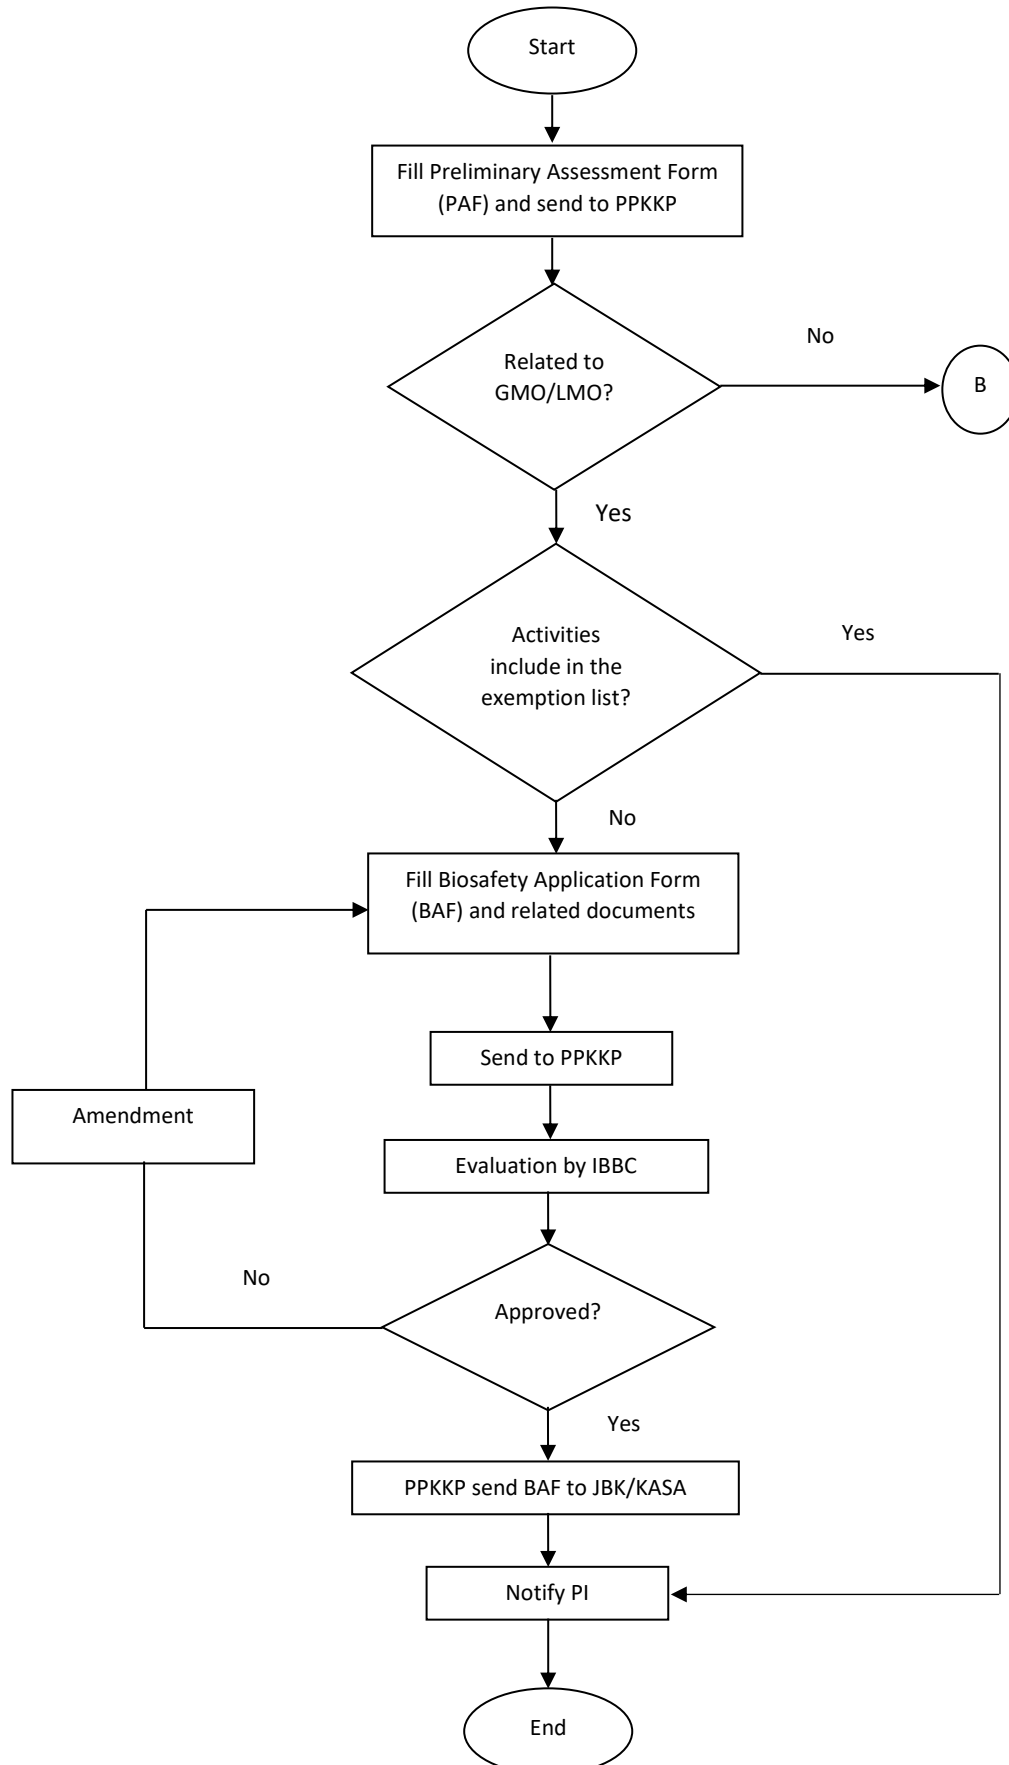 Start
Fill Preliminary Assessment Form
(PAF) and send to PPKKP
Related to
GMO/LMO?
No
B
Yes
Activities
include in the
exemption list?
Yes
No
Fill Biosafety Application Form
(BAF) and related documents
Send to PPKKP
Amendment
Evaluation by IBBC
No
Approved?
Yes
PPKKP send BAF to JBK/KASA
Notify PI
End